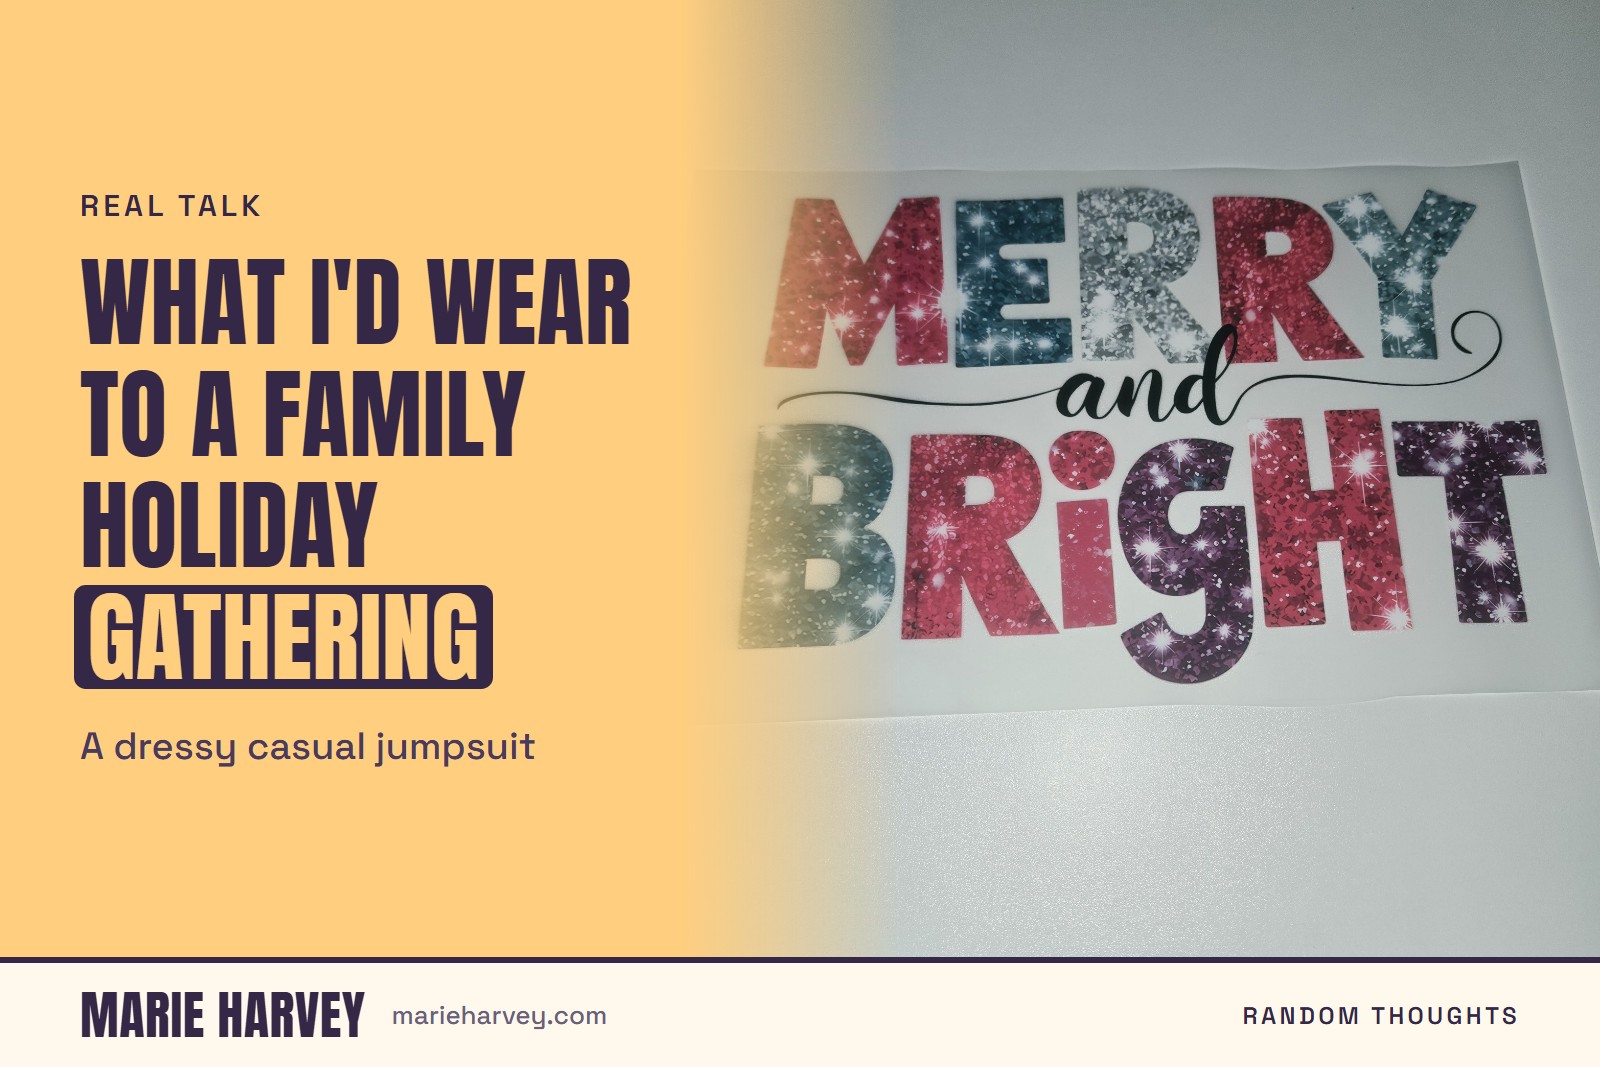 REAL TALK
WHAT I'D WEAR
TO A FAMILY
HOLIDAY
GATHERING
A dressy casual jumpsuit
MERRY
and
BRiGHT
MARIE HARVEY
marieharvey.com
RANDOM THOUGHTS